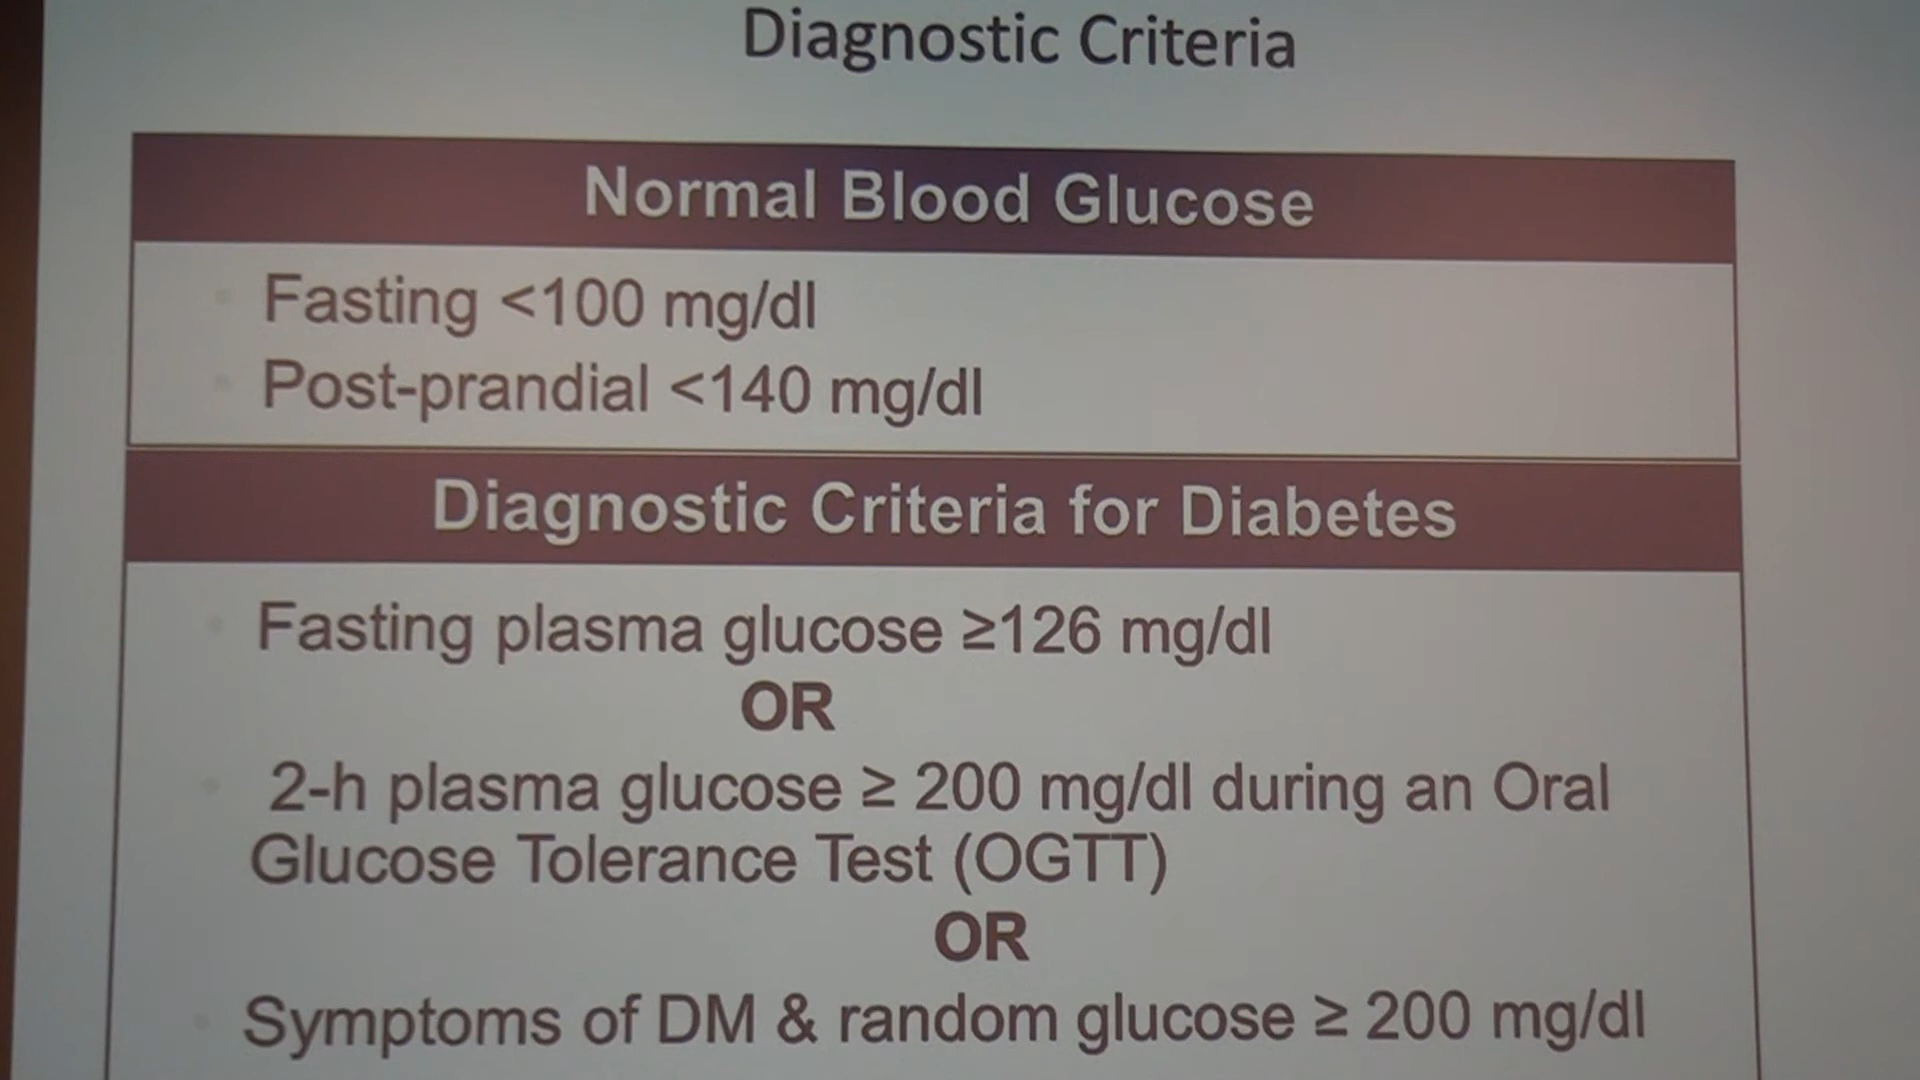 Diagnostic Criteria
Normal Blood Glucose
Fasting <100 mg/dl
Post-prandial <140 mg/dl
Diagnostic Criteria for Diabetes
Fasting plasma glucose ≥126 mg/dl
OR
2-h plasma glucose ≥ 200 mg/dl during an Oral
Glucose Tolerance Test (OGTT)
OR
Symptoms of DM & random glucose ≥ 200 mg/dl